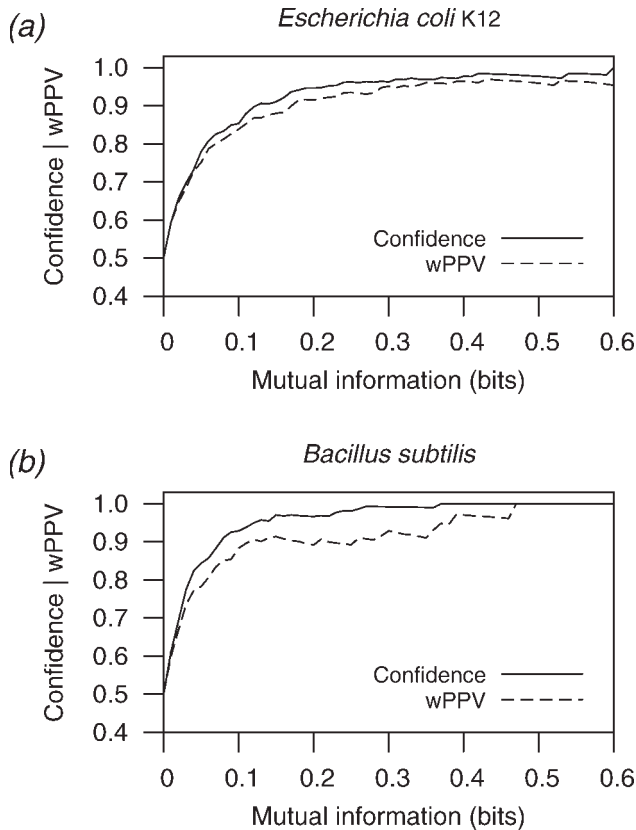 (a)
Escherichia coli K12
1.0
0.9
0.8
0.7
0.6
0.5
0.4
Confidence | wPPV
Confidence
wPPV
0 0.1 0.2 0.3 0.4 0.5 0.6
Mutual information (bits)
(b)
Bacillus subtilis
1.0
0.9
0.8
0.7
0.6
0.5
0.4
Confidence | wPPV
Confidence
wPPV
0 0.1 0.2 0.3 0.4 0.5 0.6
Mutual information (bits)